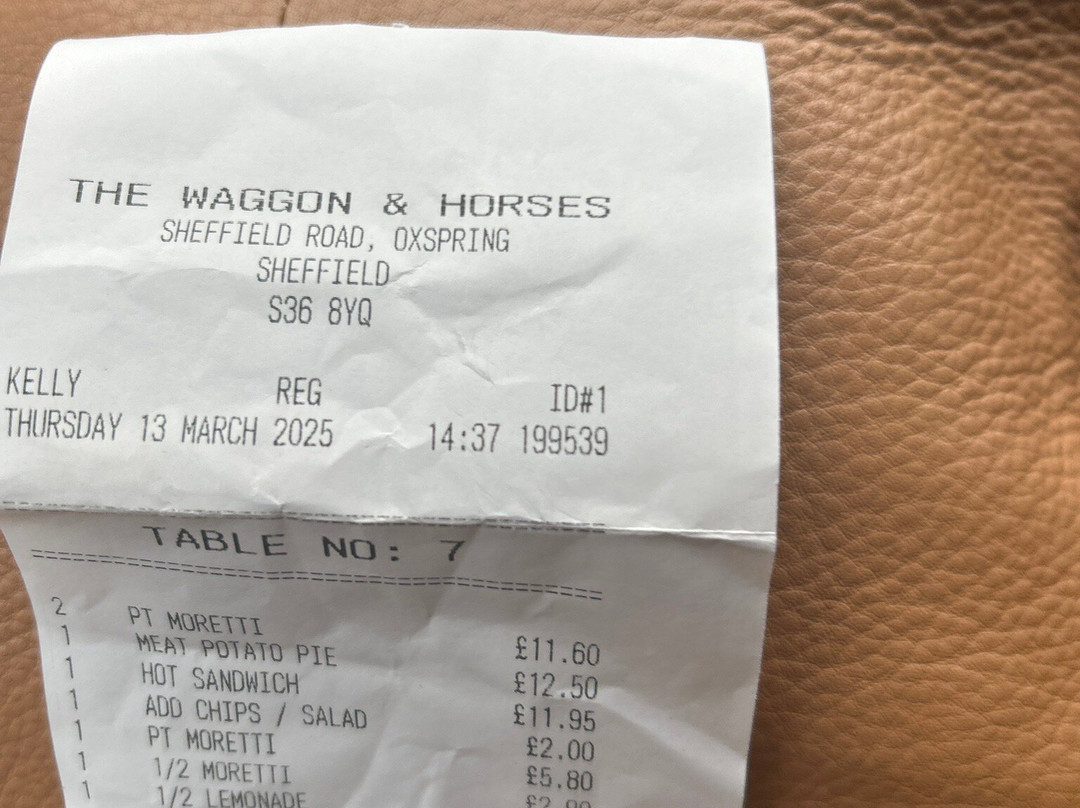 THE WAGGON & HORSES
SHEFFIELD ROAD, OXSPRING
SHEFFIELD
S36 8YQ
KELLY REG ID#1
THURSDAY 13 MARCH 2025 14:37 199539
TABLE NO: 7
2 PT MORETTI £11.60
1 MEAT POTATO PIE £12.50
1 HOT SANDWICH £11.95
1 ADD CHIPS / SALAD £2.00
1 PT MORETTI £5.80
1 1/2 MORETTI
1 1/2 LEMONADE